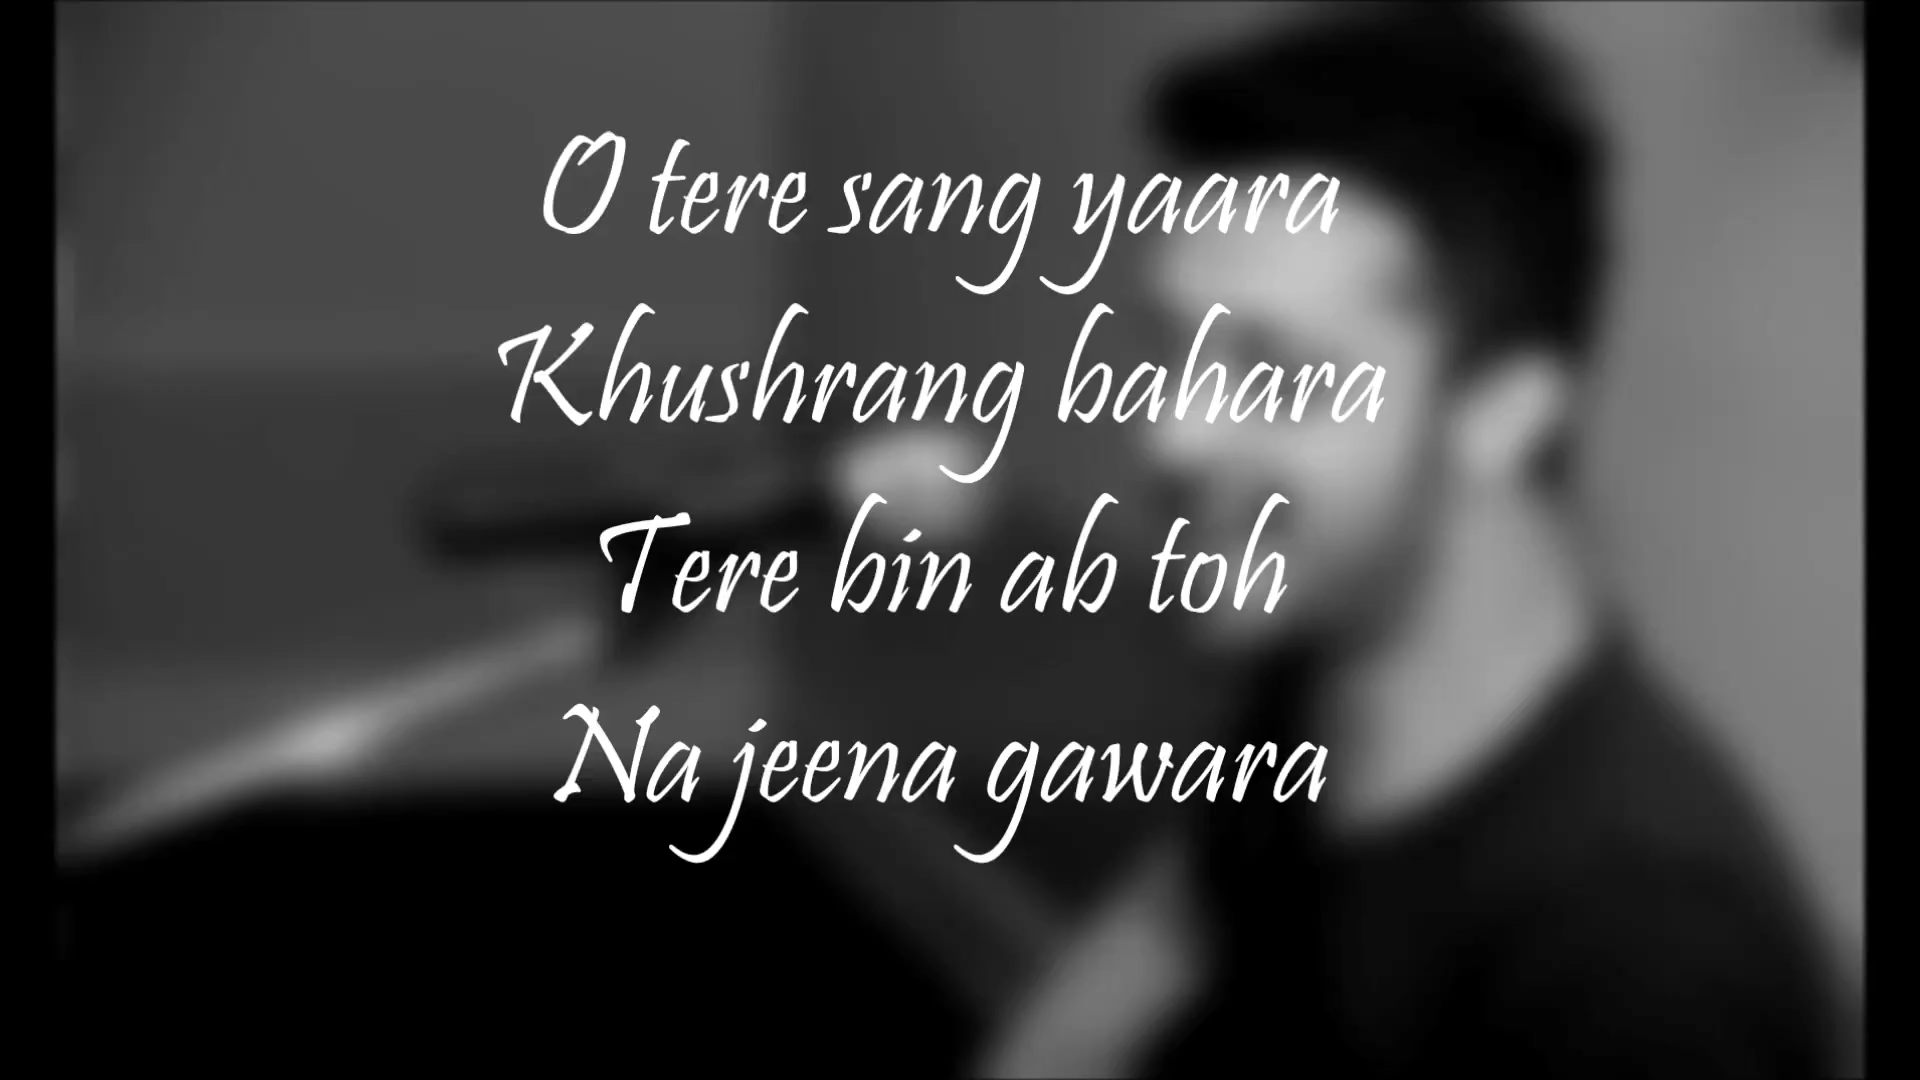 O tere sang yaara
Khushrang bahara
Tere bin ab toh
Na jeena gawara